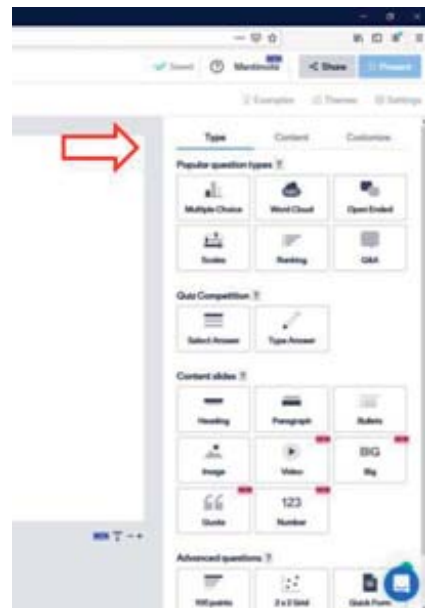 Saved Mentimote Share Present
Examples Themes Settings
Type Content Customize
Popular question types ?
Multiple Choice Word Cloud Open Ended
Scales Ranking Q&A
Quiz Competition ?
Select Answer Type Answer
Content slides ?
Heading Paragraph Bullets
Image Video BIG
Big
Quote 123
Number
Advanced questions ?
100 points 2 x 2 Grid Quick Form